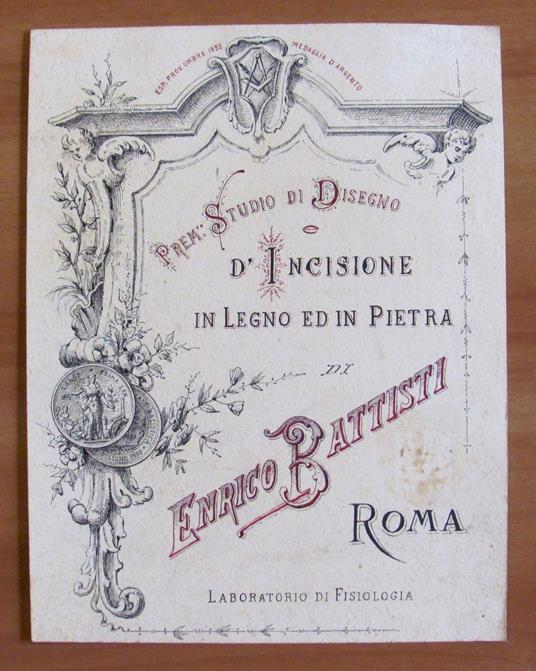 ESP. PROV. UMBRA 1892. MEDAGLIA D'ARGENTO
PREM.° STUDIO DI DISEGNO
D'INCISIONE
IN LEGNO ED IN PIETRA
DI
ENRICO BATTISTI
ROMA
LABORATORIO DI FISIOLOGIA